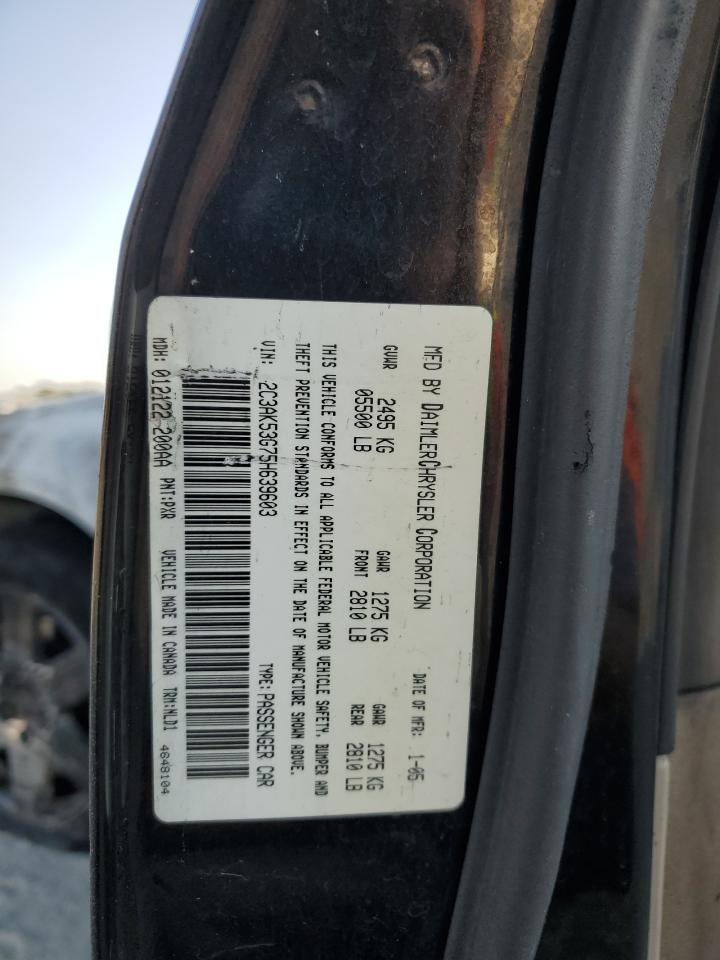 MFD BY DAIMLERCHRYSLER CORPORATION DATE OF MFR: 1-05
GVWR 2495 KG GAWR 1275 KG GAWR 1275 KG
05500 LB FRONT 2810 LB REAR 2810 LB
THIS VEHICLE CONFORMS TO ALL APPLICABLE FEDERAL MOTOR VEHICLE SAFETY, BUMPER AND
THEFT PREVENTION STANDARDS IN EFFECT ON THE DATE OF MANUFACTURE SHOWN ABOVE.
VIN: 2C3AK53G75H639603 TYPE: PASSENGER CAR
MDH: 012122 200AA PNT:PXR VEHICLE MADE IN CANADA TRM:NLD1
4648104